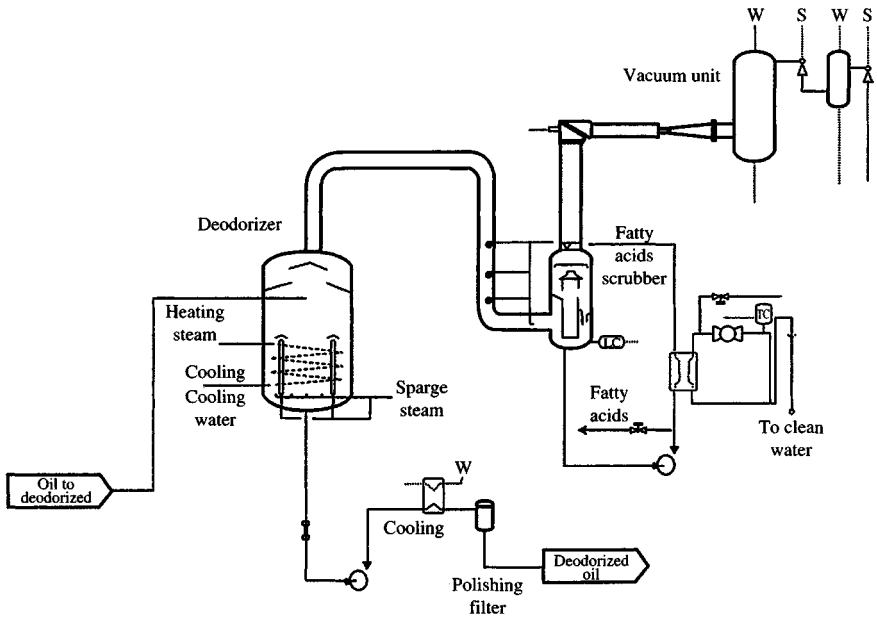 W
S
W
S
Vacuum unit
Deodorizer
Fatty
acids
scrubber
Heating
steam
TC
LC
Cooling
Cooling
water
Sparge
steam
Fatty
acids
To clean
water
W
Oil to
deodorized
Cooling
Deodorized
oil
Polishing
filter